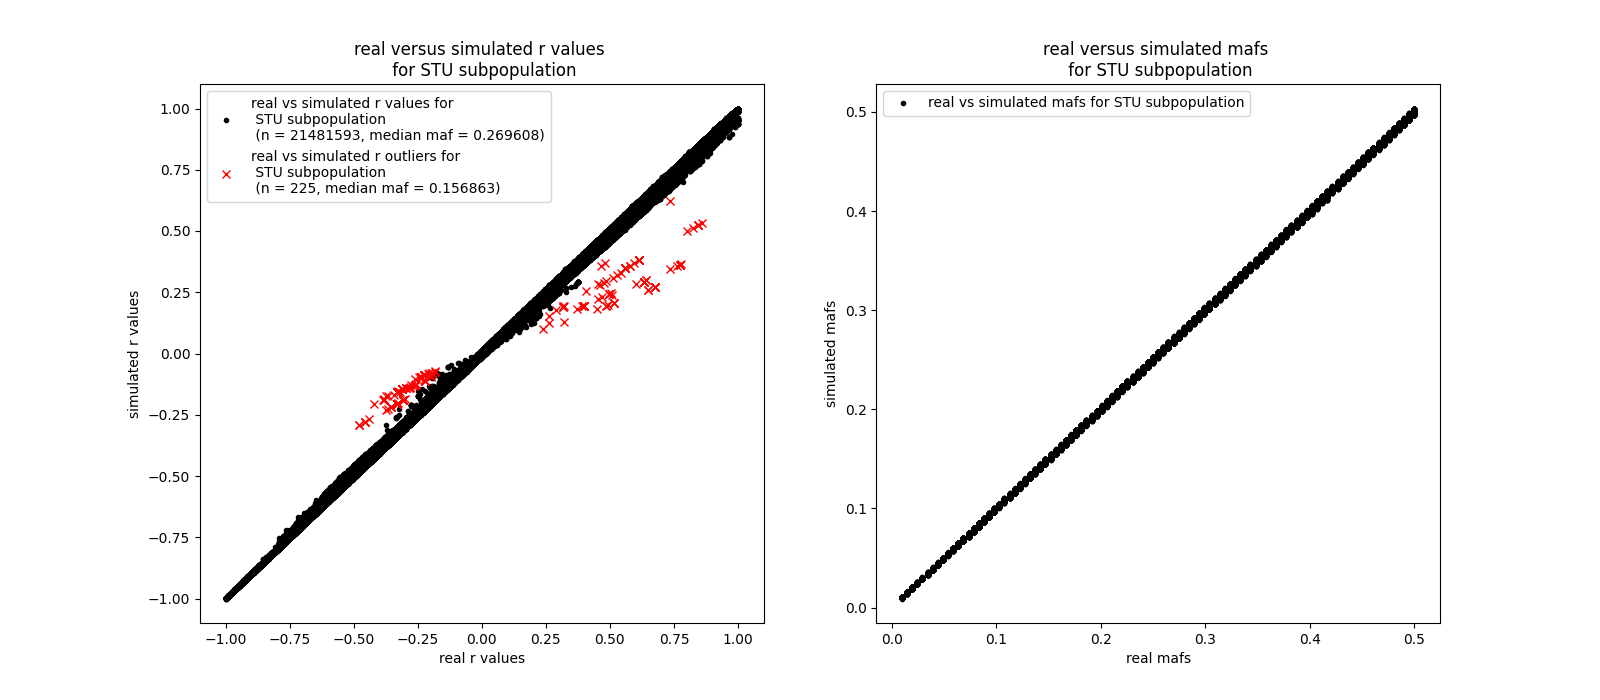 real versus simulated r values
for STU subpopulation
real vs simulated r values for
STU subpopulation
(n = 21481593, median maf = 0.269608)
real vs simulated r outliers for
STU subpopulation
(n = 225, median maf = 0.156863)
1.00
0.75
0.50
0.25
0.00
−0.25
−0.50
−0.75
−1.00
simulated r values
−1.00 −0.75 −0.50 −0.25 0.00 0.25 0.50 0.75 1.00
real r values
real versus simulated mafs
for STU subpopulation
real vs simulated mafs for STU subpopulation
0.5
0.4
0.3
0.2
0.1
0.0
simulated mafs
0.0 0.1 0.2 0.3 0.4 0.5
real mafs